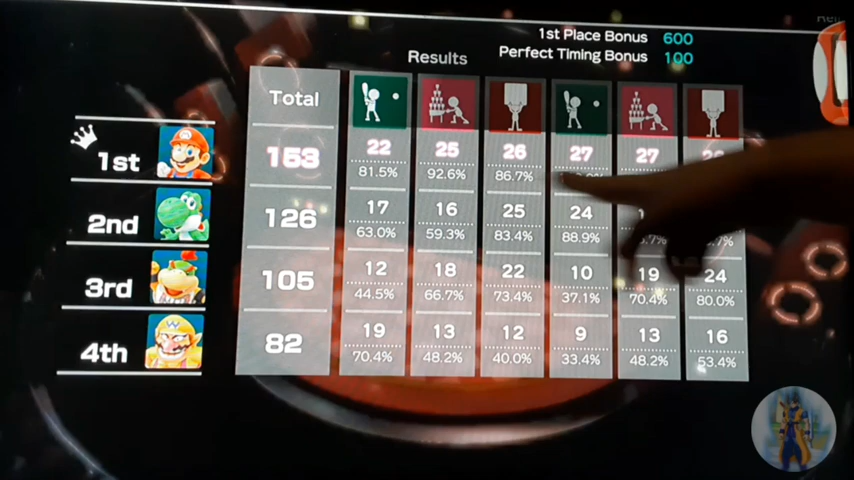 1st Place Bonus 600
Perfect Timing Bonus 100
Results
Total
1st 153 22 25 26 27 27
81.5% 92.6% 86.7%
2nd 126 17 16 25 24
63.0% 59.3% 83.4% 88.9%
3rd 105 12 18 22 10 19 24
44.5% 66.7% 73.4% 37.1% 70.4% 80.0%
4th 82 19 13 12 9 13 16
70.4% 48.2% 40.0% 33.4% 48.2% 53.4%